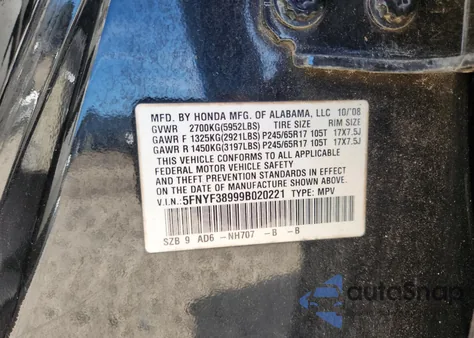 MFD. BY HONDA MFG. OF ALABAMA, LLC 10/'08
GVWR 2700KG(5952LBS) TIRE SIZE RIM SIZE
GAWR F 1325KG(2921LBS) P245/65R17 105T 17X7.5J
GAWR R 1450KG(3197LBS) P245/65R17 105T 17X7.5J
THIS VEHICLE CONFORMS TO ALL APPLICABLE
FEDERAL MOTOR VEHICLE SAFETY AND
THEFT PREVENTION STANDARDS IN EFFECT ON
THE DATE OF MANUFACTURE SHOWN ABOVE.
V.I.N.: 5FNYF38999B020221 TYPE: MPV
SZB 9 AD6 -NH707 -B -B
autoSnap